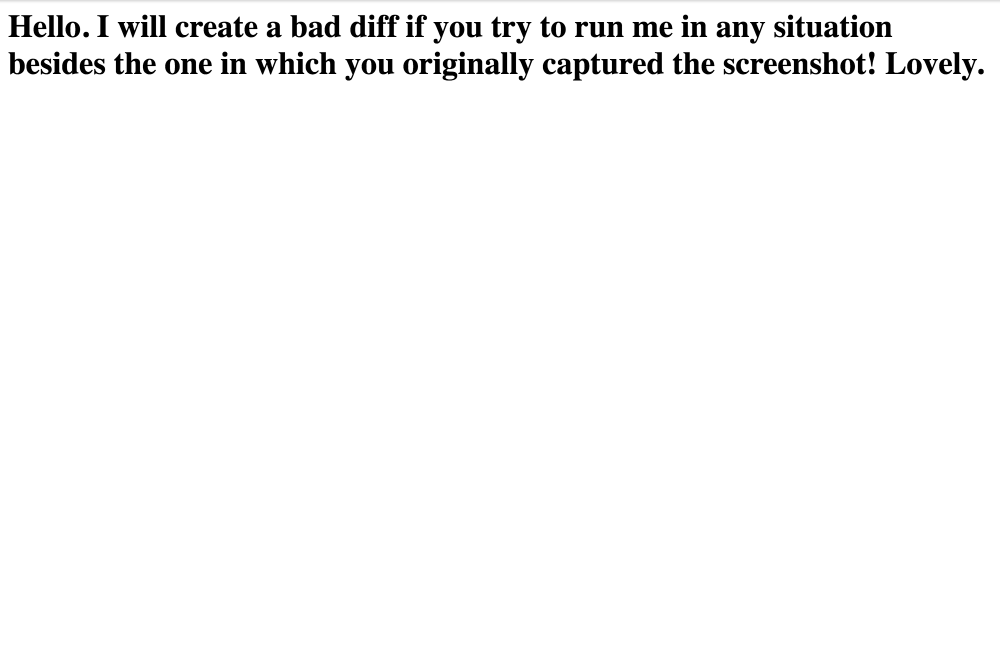 Hello. I will create a bad diff if you try to run me in any situation
besides the one in which you originally captured the screenshot! Lovely.